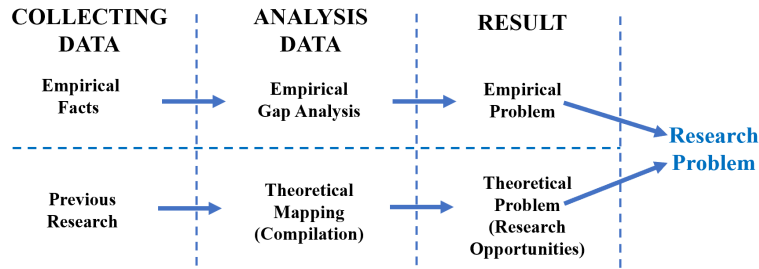 COLLECTING
DATA
ANALYSIS
DATA
RESULT
Empirical
Facts
Empirical
Gap Analysis
Empirical
Problem
Research
Problem
Previous
Research
Theoretical
Mapping
(Compilation)
Theoretical
Problem
(Research
Opportunities)